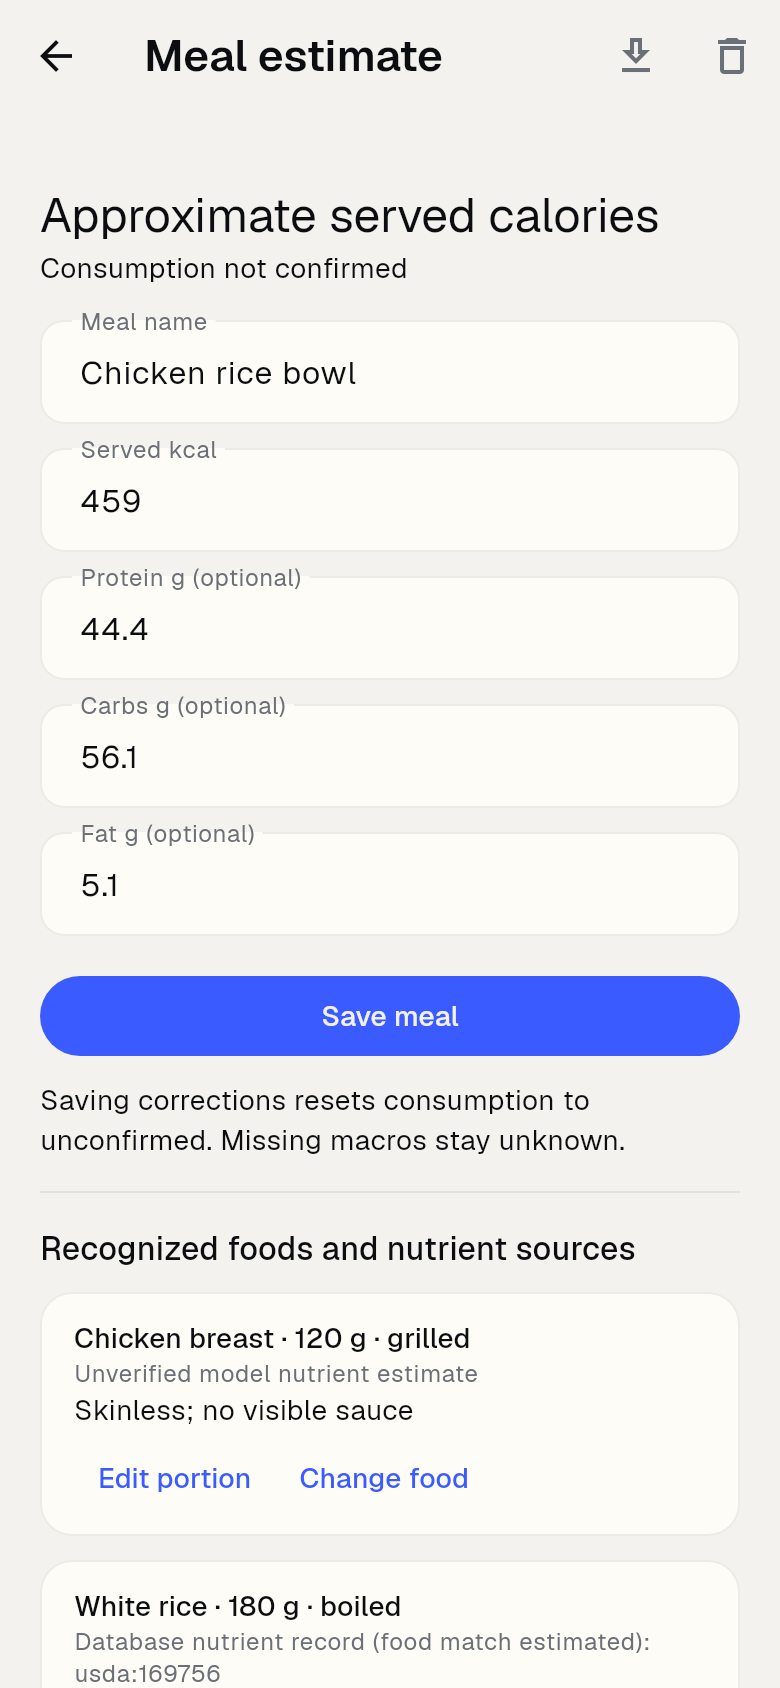 Meal estimate
Approximate served calories
Consumption not confirmed
Meal name
Chicken rice bowl
Served kcal
459
Protein g (optional)
44.4
Carbs g (optional)
56.1
Fat g (optional)
5.1
Save meal
Saving corrections resets consumption to
unconfirmed. Missing macros stay unknown.
Recognized foods and nutrient sources
Chicken breast · 120 g · grilled
Unverified model nutrient estimate
Skinless; no visible sauce
Edit portion Change food
White rice · 180 g · boiled
Database nutrient record (food match estimated):
usda:169756